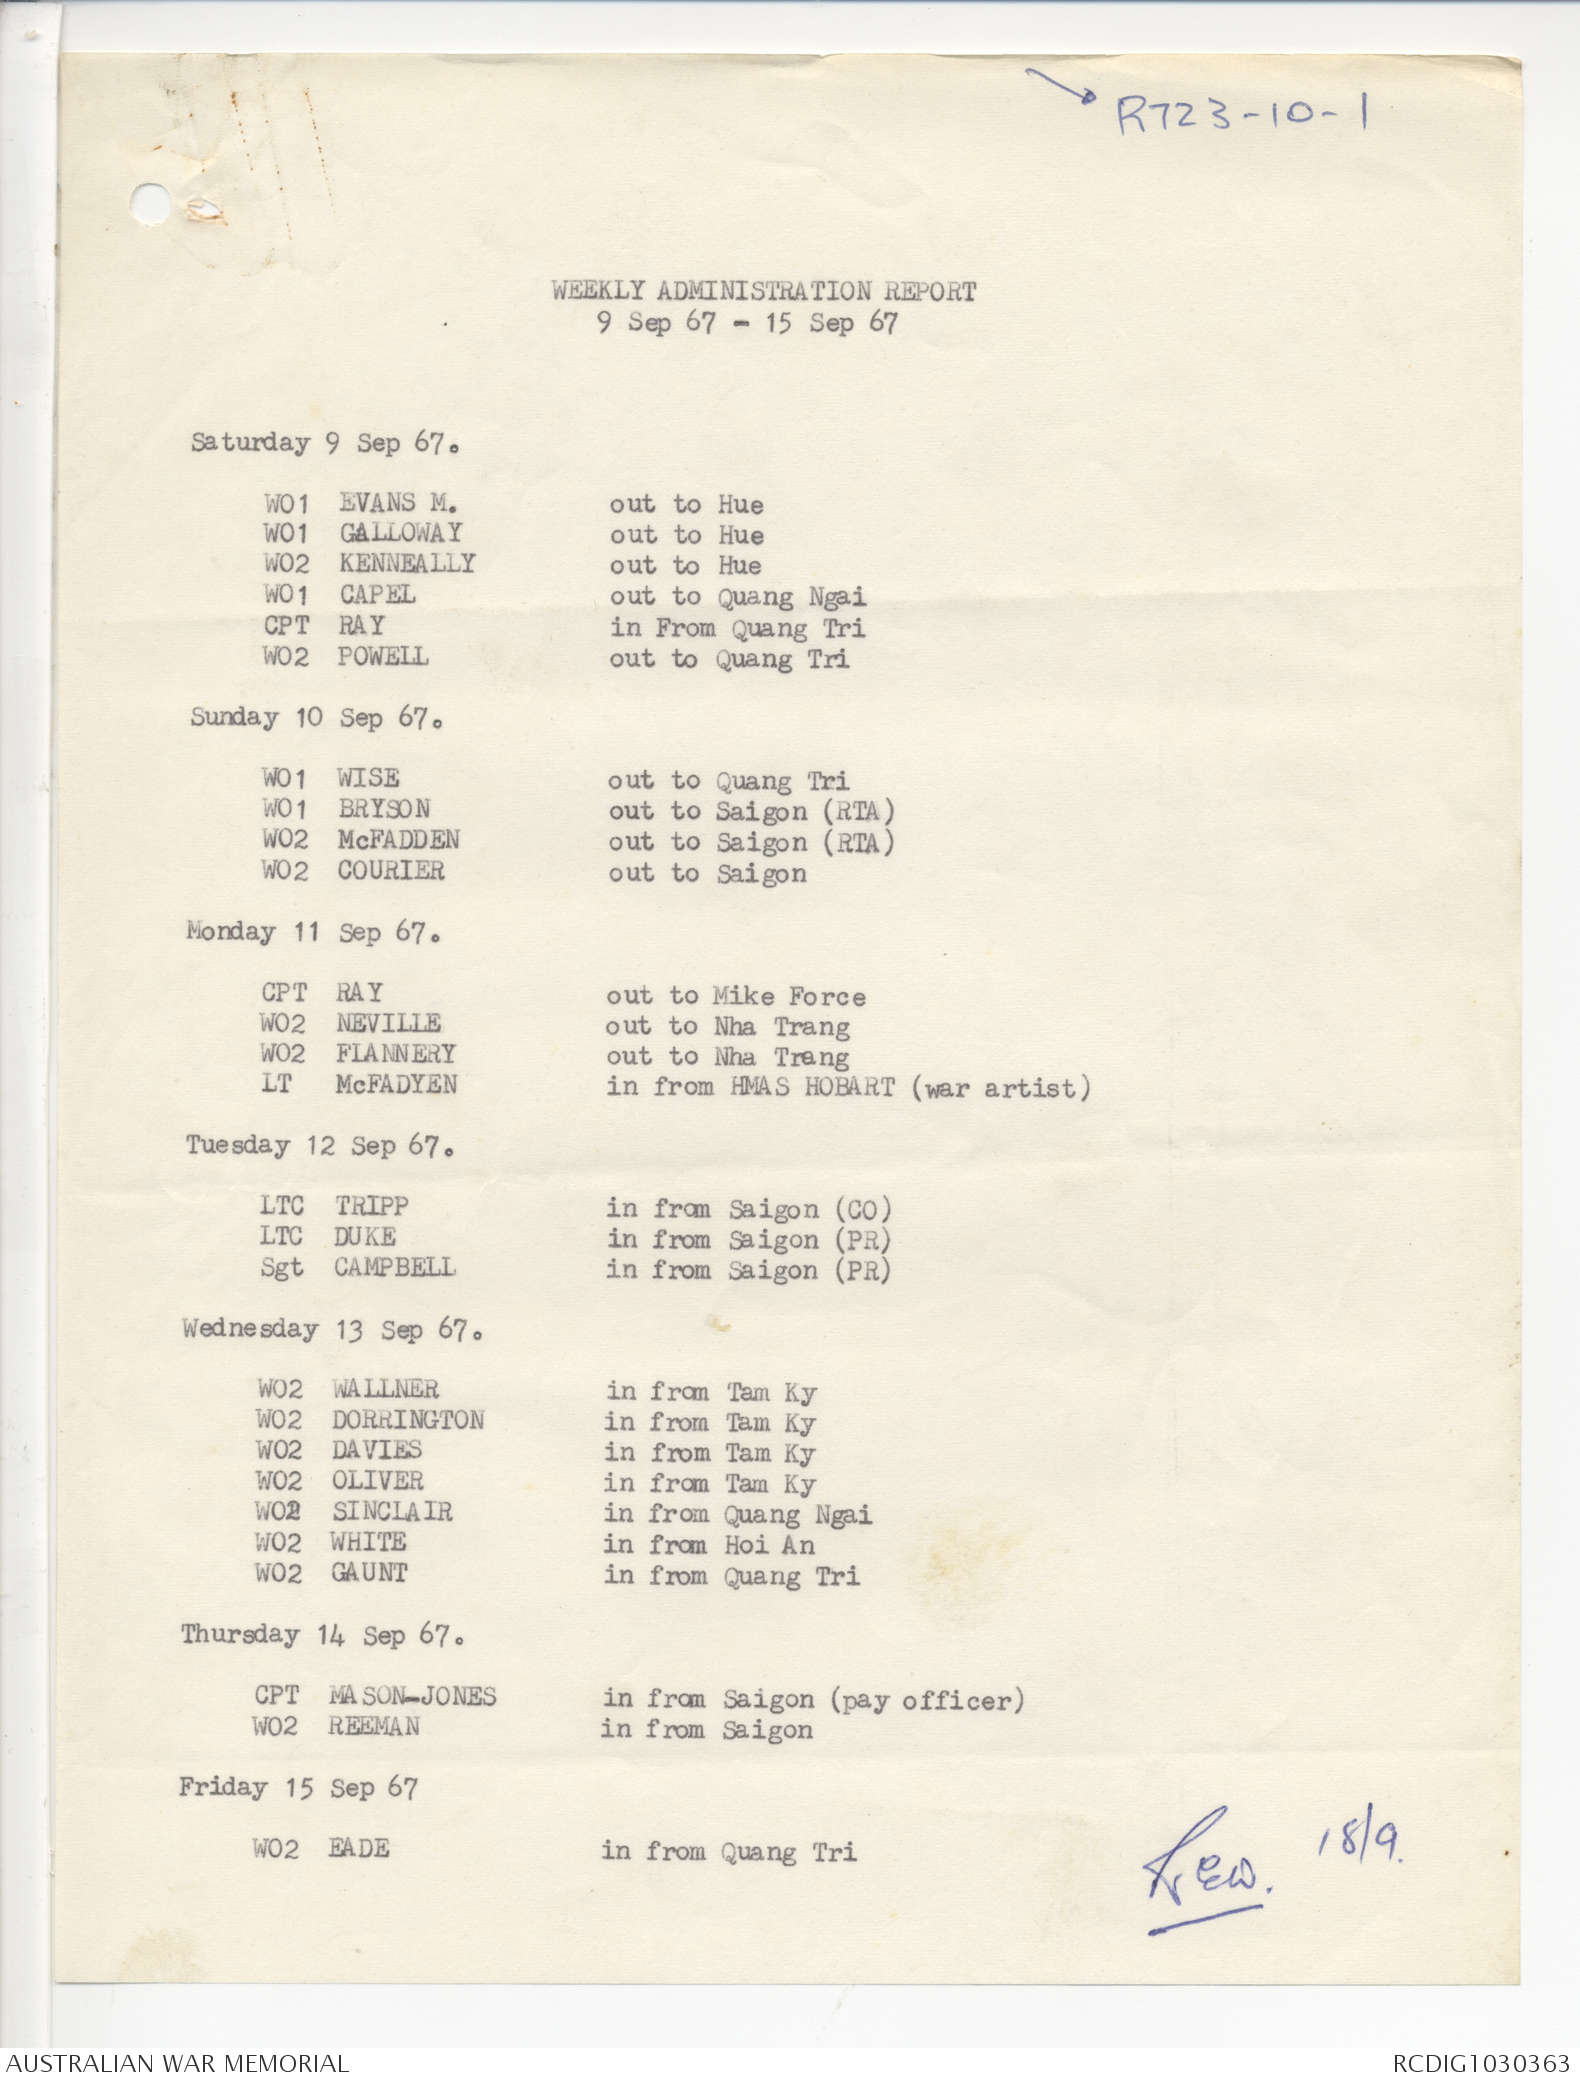 R723-10-1
WEEKLY ADMINISTRATION REPORT
9 Sep 67 - 15 Sep 67
Saturday 9 Sep 67.
WO1 EVANS M. out to Hue
WO1 GALLOWAY out to Hue
WO2 KENNEALLY out to Hue
WO1 CAPEL out to Quang Ngai
CPT RAY in From Quang Tri
WO2 POWELL out to Quang Tri
Sunday 10 Sep 67.
WO1 WISE out to Quang Tri
WO1 BRYSON out to Saigon (RTA)
WO2 McFADDEN out to Saigon (RTA)
WO2 COURIER out to Saigon
Monday 11 Sep 67.
CPT RAY out to Mike Force
WO2 NEVILLE out to Nha Trang
WO2 FLANNERY out to Nha Trang
LT McFADYEN in from HMAS HOBART (war artist)
Tuesday 12 Sep 67.
LTC TRIPP in from Saigon (CO)
LTC DUKE in from Saigon (PR)
Sgt CAMPBELL in from Saigon (PR)
Wednesday 13 Sep 67.
WO2 WALLNER in from Tam Ky
WO2 DORRINGTON in from Tam Ky
WO2 DAVIES in from Tam Ky
WO2 OLIVER in from Tam Ky
WO2 SINCLAIR in from Quang Ngai
WO2 WHITE in from Hoi An
WO2 GAUNT in from Quang Tri
Thursday 14 Sep 67.
CPT MASON-JONES in from Saigon (pay officer)
WO2 REEMAN in from Saigon
Friday 15 Sep 67
WO2 EADE in from Quang Tri
18/9.
AUSTRALIAN WAR MEMORIAL
RCDIG1030363